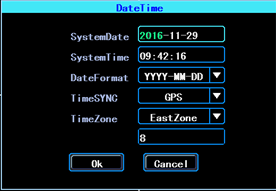 DateTime
SystemDate 2016-11-29
SystemTime 09:42:16
DateFormat YYYY-MM-DD
TimeSYNC GPS
TimeZone EastZone
8
Ok Cancel